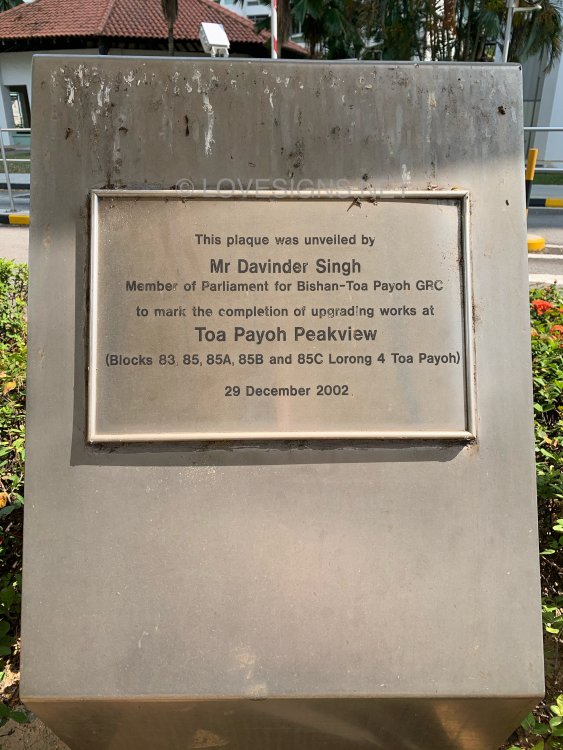 © LOVESIGNS.NET
This plaque was unveiled by
Mr Davinder Singh
Member of Parliament for Bishan-Toa Payoh GRC
to mark the completion of upgrading works at
Toa Payoh Peakview
(Blocks 83, 85, 85A, 85B and 85C Lorong 4 Toa Payoh)
29 December 2002